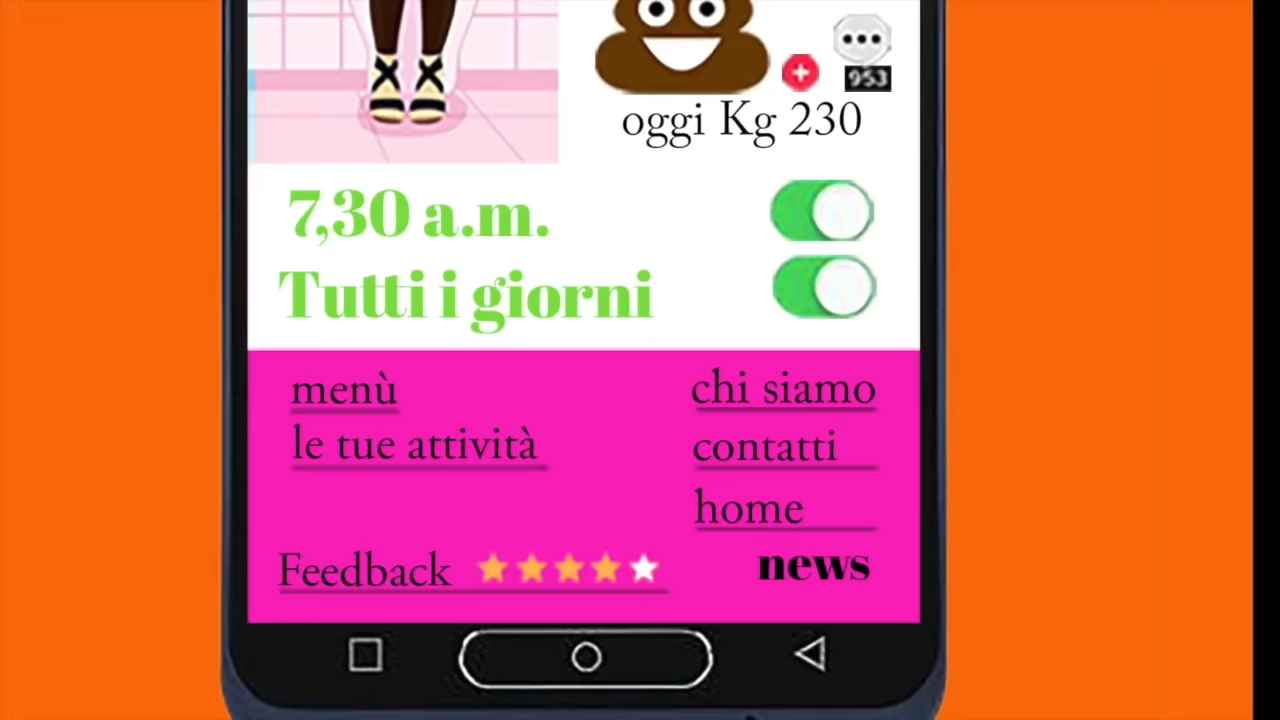 953
oggi Kg 230
7,30 a.m.
Tutti i giorni
menù
chi siamo
le tue attività
contatti
home
Feedback
news